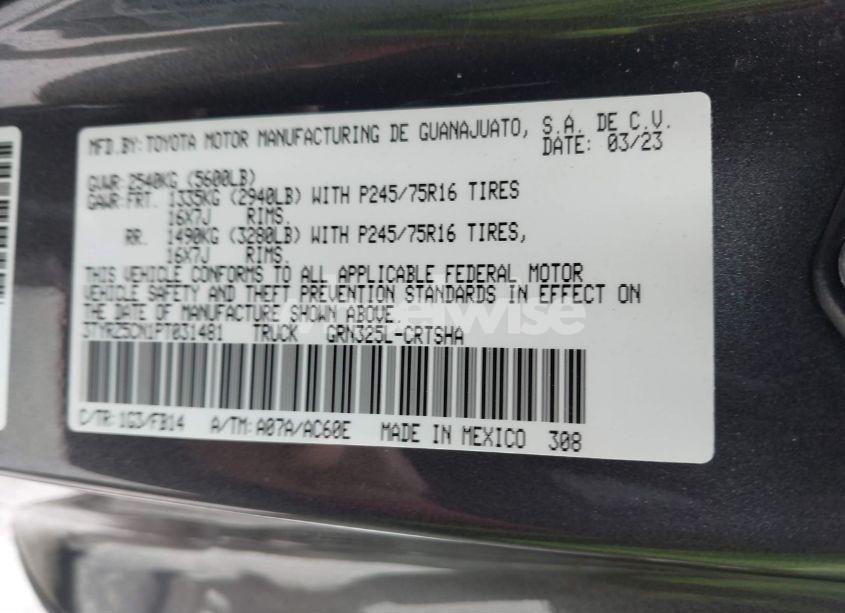 MFD.BY:TOYOTA MOTOR MANUFACTURING DE GUANAJUATO, S.A. DE C.V.
DATE: 03/23
GVWR:2540KG (5600LB)
GAWR:FRT. 1335KG (2940LB) WITH P245/75R16 TIRES
16X7J RIMS.
RR. 1490KG (3280LB) WITH P245/75R16 TIRES,
16X7J RIMS.
THIS VEHICLE CONFORMS TO ALL APPLICABLE FEDERAL MOTOR
VEHICLE SAFETY AND THEFT PREVENTION STANDARDS IN EFFECT ON
THE DATE OF MANUFACTURE SHOWN ABOVE.
3TYRZ5CN1PT031481 TRUCK GRN325L-CRTSHA
C/TR:1G3/FB14 A/TM:A07A/AC60E MADE IN MEXICO 308